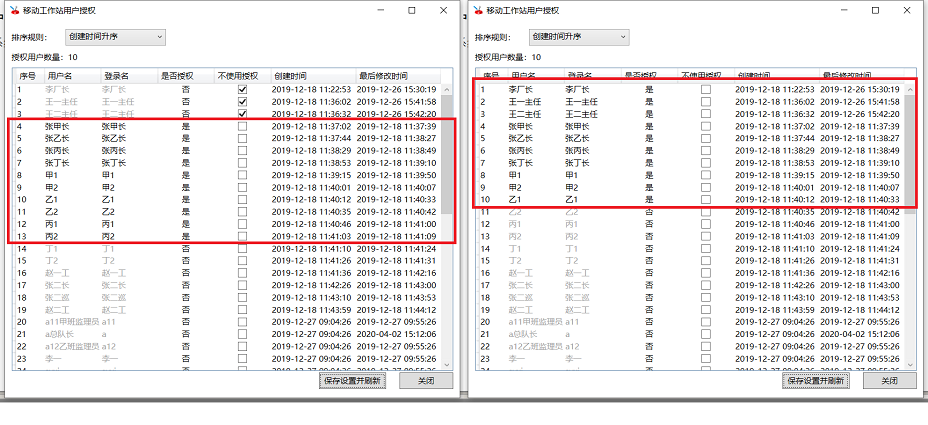 移动工作站用户授权
排序规则： 创建时间升序
授权用户数量：10
序号 用户名 登录名 是否授权 不使用授权 创建时间 最后修改时间
1 李厂长 李厂长 否 2019-12-18 11:22:53 2019-12-26 15:30:19
2 王一主任 王一主任 否 2019-12-18 11:36:02 2019-12-26 15:41:58
3 王二主任 王二主任 否 2019-12-18 11:36:32 2019-12-26 15:42:20
4 张甲长 张甲长 是 2019-12-18 11:37:02 2019-12-18 11:37:39
5 张乙长 张乙长 是 2019-12-18 11:37:44 2019-12-18 11:38:27
6 张丙长 张丙长 是 2019-12-18 11:38:29 2019-12-18 11:38:49
7 张丁长 张丁长 是 2019-12-18 11:38:53 2019-12-18 11:39:10
8 甲1 甲1 是 2019-12-18 11:39:15 2019-12-18 11:39:50
9 甲2 甲2 是 2019-12-18 11:40:01 2019-12-18 11:40:07
10 乙1 乙1 是 2019-12-18 11:40:12 2019-12-18 11:40:33
11 乙2 乙2 是 2019-12-18 11:40:35 2019-12-18 11:40:42
12 丙1 丙1 是 2019-12-18 11:40:46 2019-12-18 11:41:00
13 丙2 丙2 是 2019-12-18 11:41:03 2019-12-18 11:41:09
14 丁1 丁1 否 2019-12-18 11:41:10 2019-12-18 11:41:24
15 丁2 丁2 否 2019-12-18 11:41:26 2019-12-18 11:41:31
16 赵一工 赵一工 否 2019-12-18 11:41:36 2019-12-18 11:42:16
17 张二长 张二长 否 2019-12-18 11:42:26 2019-12-18 11:43:00
18 张二巡 张二巡 否 2019-12-18 11:43:10 2019-12-18 11:43:53
19 赵二工 赵二工 否 2019-12-18 11:43:59 2019-12-18 11:44:12
20 a11甲班监理员 a11 否 2019-12-27 09:04:26 2019-12-27 09:55:26
21 a总队长 a 否 2019-12-27 09:04:26 2020-04-02 15:12:06
22 a12乙班监理员 a12 否 2019-12-27 09:04:26 2019-12-27 09:55:26
23 李一 李一 否 2019-12-27 09:04:26 2019-12-27 09:55:26
保存设置并刷新 关闭
移动工作站用户授权
排序规则： 创建时间升序
授权用户数量：10
序号 用户名 登录名 是否授权 不使用授权 创建时间 最后修改时间
1 李厂长 李厂长 是 2019-12-18 11:22:53 2019-12-26 15:30:19
2 王一主任 王一主任 是 2019-12-18 11:36:02 2019-12-26 15:41:58
3 王二主任 王二主任 是 2019-12-18 11:36:32 2019-12-26 15:42:20
4 张甲长 张甲长 是 2019-12-18 11:37:02 2019-12-18 11:37:39
5 张乙长 张乙长 是 2019-12-18 11:37:44 2019-12-18 11:38:27
6 张丙长 张丙长 是 2019-12-18 11:38:29 2019-12-18 11:38:49
7 张丁长 张丁长 是 2019-12-18 11:38:53 2019-12-18 11:39:10
8 甲1 甲1 是 2019-12-18 11:39:15 2019-12-18 11:39:50
9 甲2 甲2 是 2019-12-18 11:40:01 2019-12-18 11:40:07
10 乙1 乙1 是 2019-12-18 11:40:12 2019-12-18 11:40:33
11 乙2 乙2 否 2019-12-18 11:40:35 2019-12-18 11:40:42
12 丙1 丙1 否 2019-12-18 11:40:46 2019-12-18 11:41:00
13 丙2 丙2 否 2019-12-18 11:41:03 2019-12-18 11:41:09
14 丁1 丁1 否 2019-12-18 11:41:10 2019-12-18 11:41:24
15 丁2 丁2 否 2019-12-18 11:41:26 2019-12-18 11:41:31
16 赵一工 赵一工 否 2019-12-18 11:41:36 2019-12-18 11:42:16
17 张二长 张二长 否 2019-12-18 11:42:26 2019-12-18 11:43:00
18 张二巡 张二巡 否 2019-12-18 11:43:10 2019-12-18 11:43:53
19 赵二工 赵二工 否 2019-12-18 11:43:59 2019-12-18 11:44:12
20 a11甲班监理员 a11 否 2019-12-27 09:04:26 2019-12-27 09:55:26
21 a总队长 a 否 2019-12-27 09:04:26 2020-04-02 15:12:06
22 a12乙班监理员 a12 否 2019-12-27 09:04:26 2019-12-27 09:55:26
23 李一 李一 否 2019-12-27 09:04:26 2019-12-27 09:55:26
保存设置并刷新 关闭